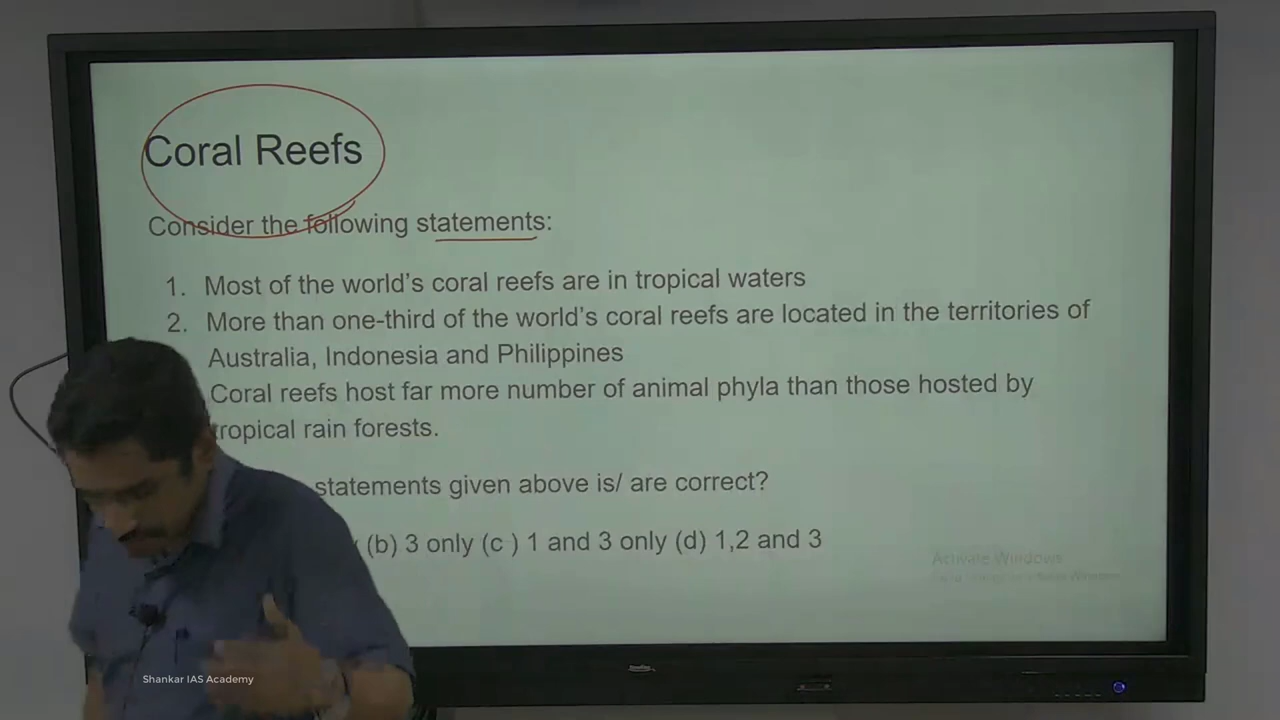 Coral Reefs
Consider the following statements:
1. Most of the world's coral reefs are in tropical waters
2. More than one-third of the world's coral reefs are located in the territories of
Australia, Indonesia and Philippines
Coral reefs host far more number of animal phyla than those hosted by
tropical rain forests.
statements given above is/ are correct?
(b) 3 only (c ) 1 and 3 only (d) 1,2 and 3
Activate Windows
Shankar IAS Academy